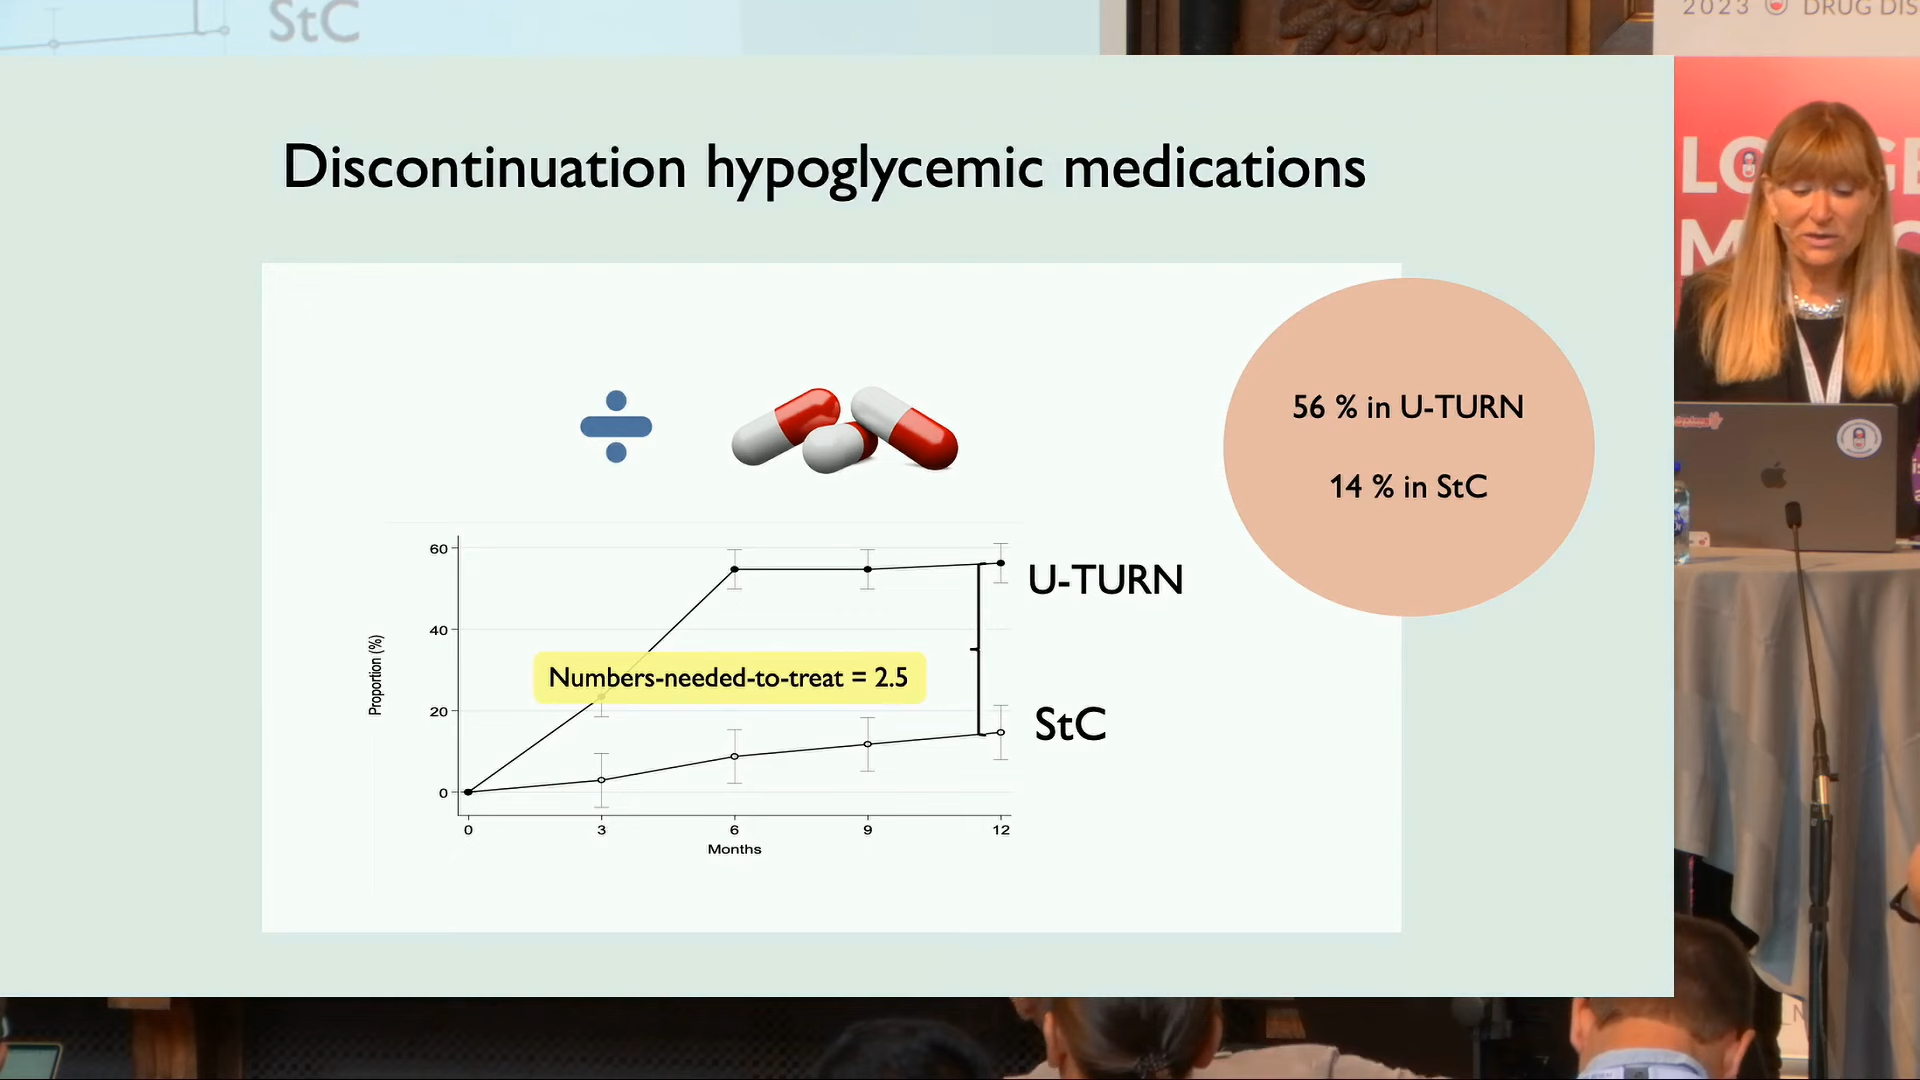 StC
2023 DRUG DIS
Discontinuation hypoglycemic medications
56 % in U-TURN
14 % in StC
60
40
20
0
Proportion (%)
Numbers-needed-to-treat = 2.5
U-TURN
StC
0 3 6 9 12
Months